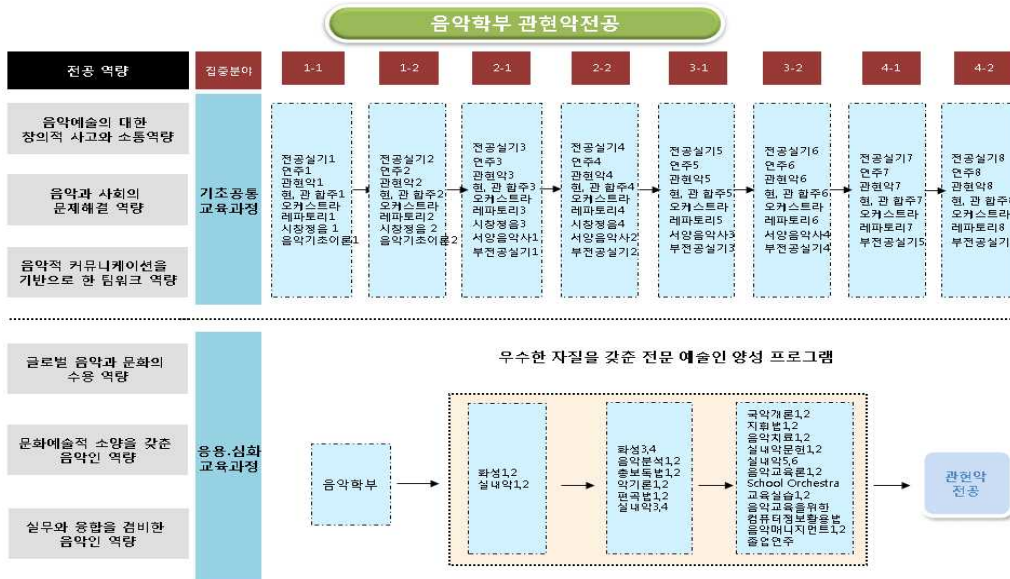 음악학부 관현악전공
전공 역량
집중분야
1-1
1-2
2-1
2-2
3-1
3-2
4-1
4-2
음악예술의 대한
창의적 사고와 소통역량
음악과 사회의
문제해결 역량
음악적 커뮤니케이션을
기반으로 한 팀워크 역량
기초공통
교육과정
전공실기1
연주1
관현악1
현, 관 합주1
오케스트라
레파토리1
시창청음 1
음악기초이론1
전공실기2
연주2
관현악2
현, 관 합주2
오케스트라
레파토리2
시창청음 2
음악기초이론2
전공실기3
연주3
관현악3
현, 관 합주3
오케스트라
레파토리3
시창청음3
서양음악사1
부전공실기1
전공실기4
연주4
관현악4
현, 관 합주4
오케스트라
레파토리4
시창청음4
서양음악사2
부전공실기2
전공실기5
연주5
관현악5
현, 관 합주5
오케스트라
레파토리5
서양음악사3
부전공실기3
전공실기6
연주6
관현악6
현, 관 합주6
오케스트라
레파토리6
서양음악사4
부전공실기4
전공실기7
연주7
관현악7
현, 관 합주7
오케스트라
레파토리7
부전공실기5
전공실기8
연주8
관현악8
현, 관 합주8
오케스트라
레파토리8
부전공실기
글로벌 음악과 문화의
수용 역량
문화예술적 소양을 갖춘
음악인 역량
실무와 융합을 겸비한
음악인 역량
응용.심화
교육과정
우수한 자질을 갖춘 전문 예술인 양성 프로그램
음악학부
화성1,2
실내악1,2
화성3,4
음악분석1,2
총보독법1,2
악기론1,2
편곡법1,2
실내악3,4
국악개론1,2
지휘법1,2
음악치료1,2
실내악문헌1,2
실내악5,6
음악교육론1,2
School Orchestra
교육실습1,2
음악교육을위한
컴퓨터정보활용법
음악매니지먼트1,2
졸업연주
관현악
전공